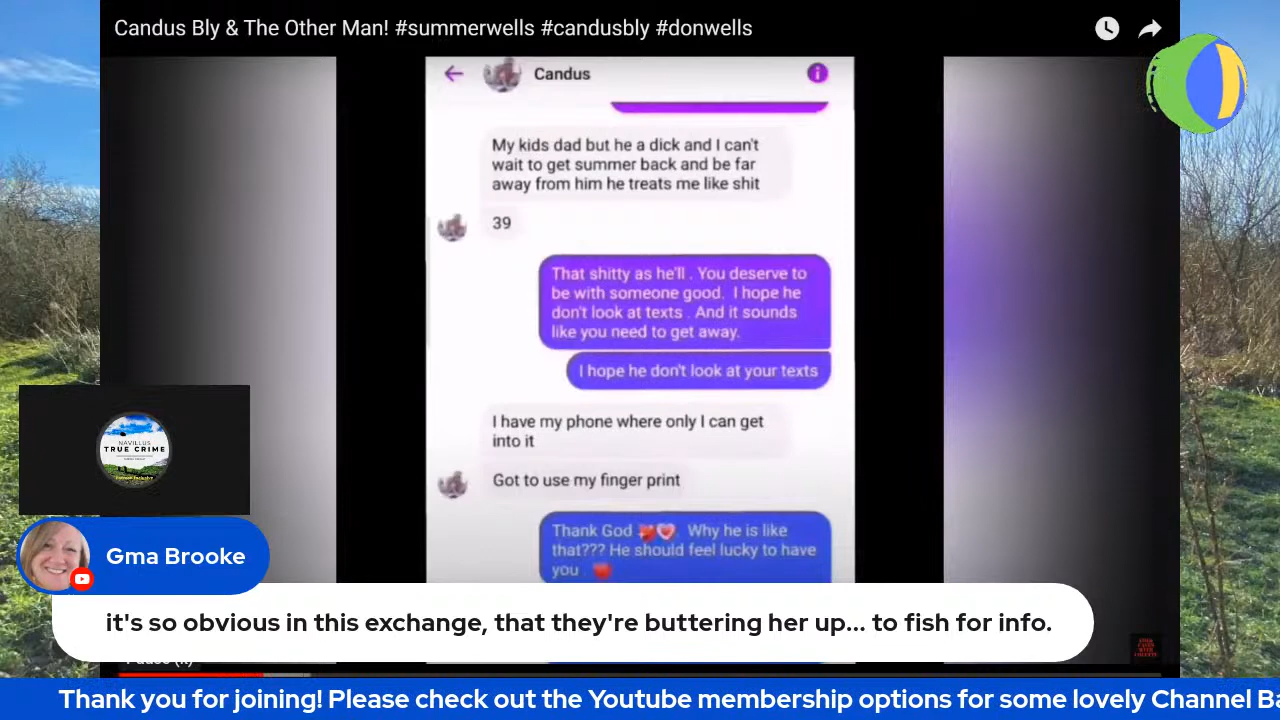 Candus Bly & The Other Man! #summerwells #candusbly #donwells
Candus
My kids dad but he a dick and I can't
wait to get summer back and be far
away from him he treats me like shit
39
That shitty as he'll . You deserve to
be with someone good. I hope he
don't look at texts . And it sounds
like you need to get away.
I hope he don't look at your texts
I have my phone where only I can get
into it
Got to use my finger print
Thank God 💓💗. Why he is like
that??? He should feel lucky to have
you . ❤️
NAVILLUS
TRUE CRIME
Gma Brooke
it's so obvious in this exchange, that they're buttering her up... to fish for info.
Thank you for joining! Please check out the Youtube membership options for some lovely Channel Ba